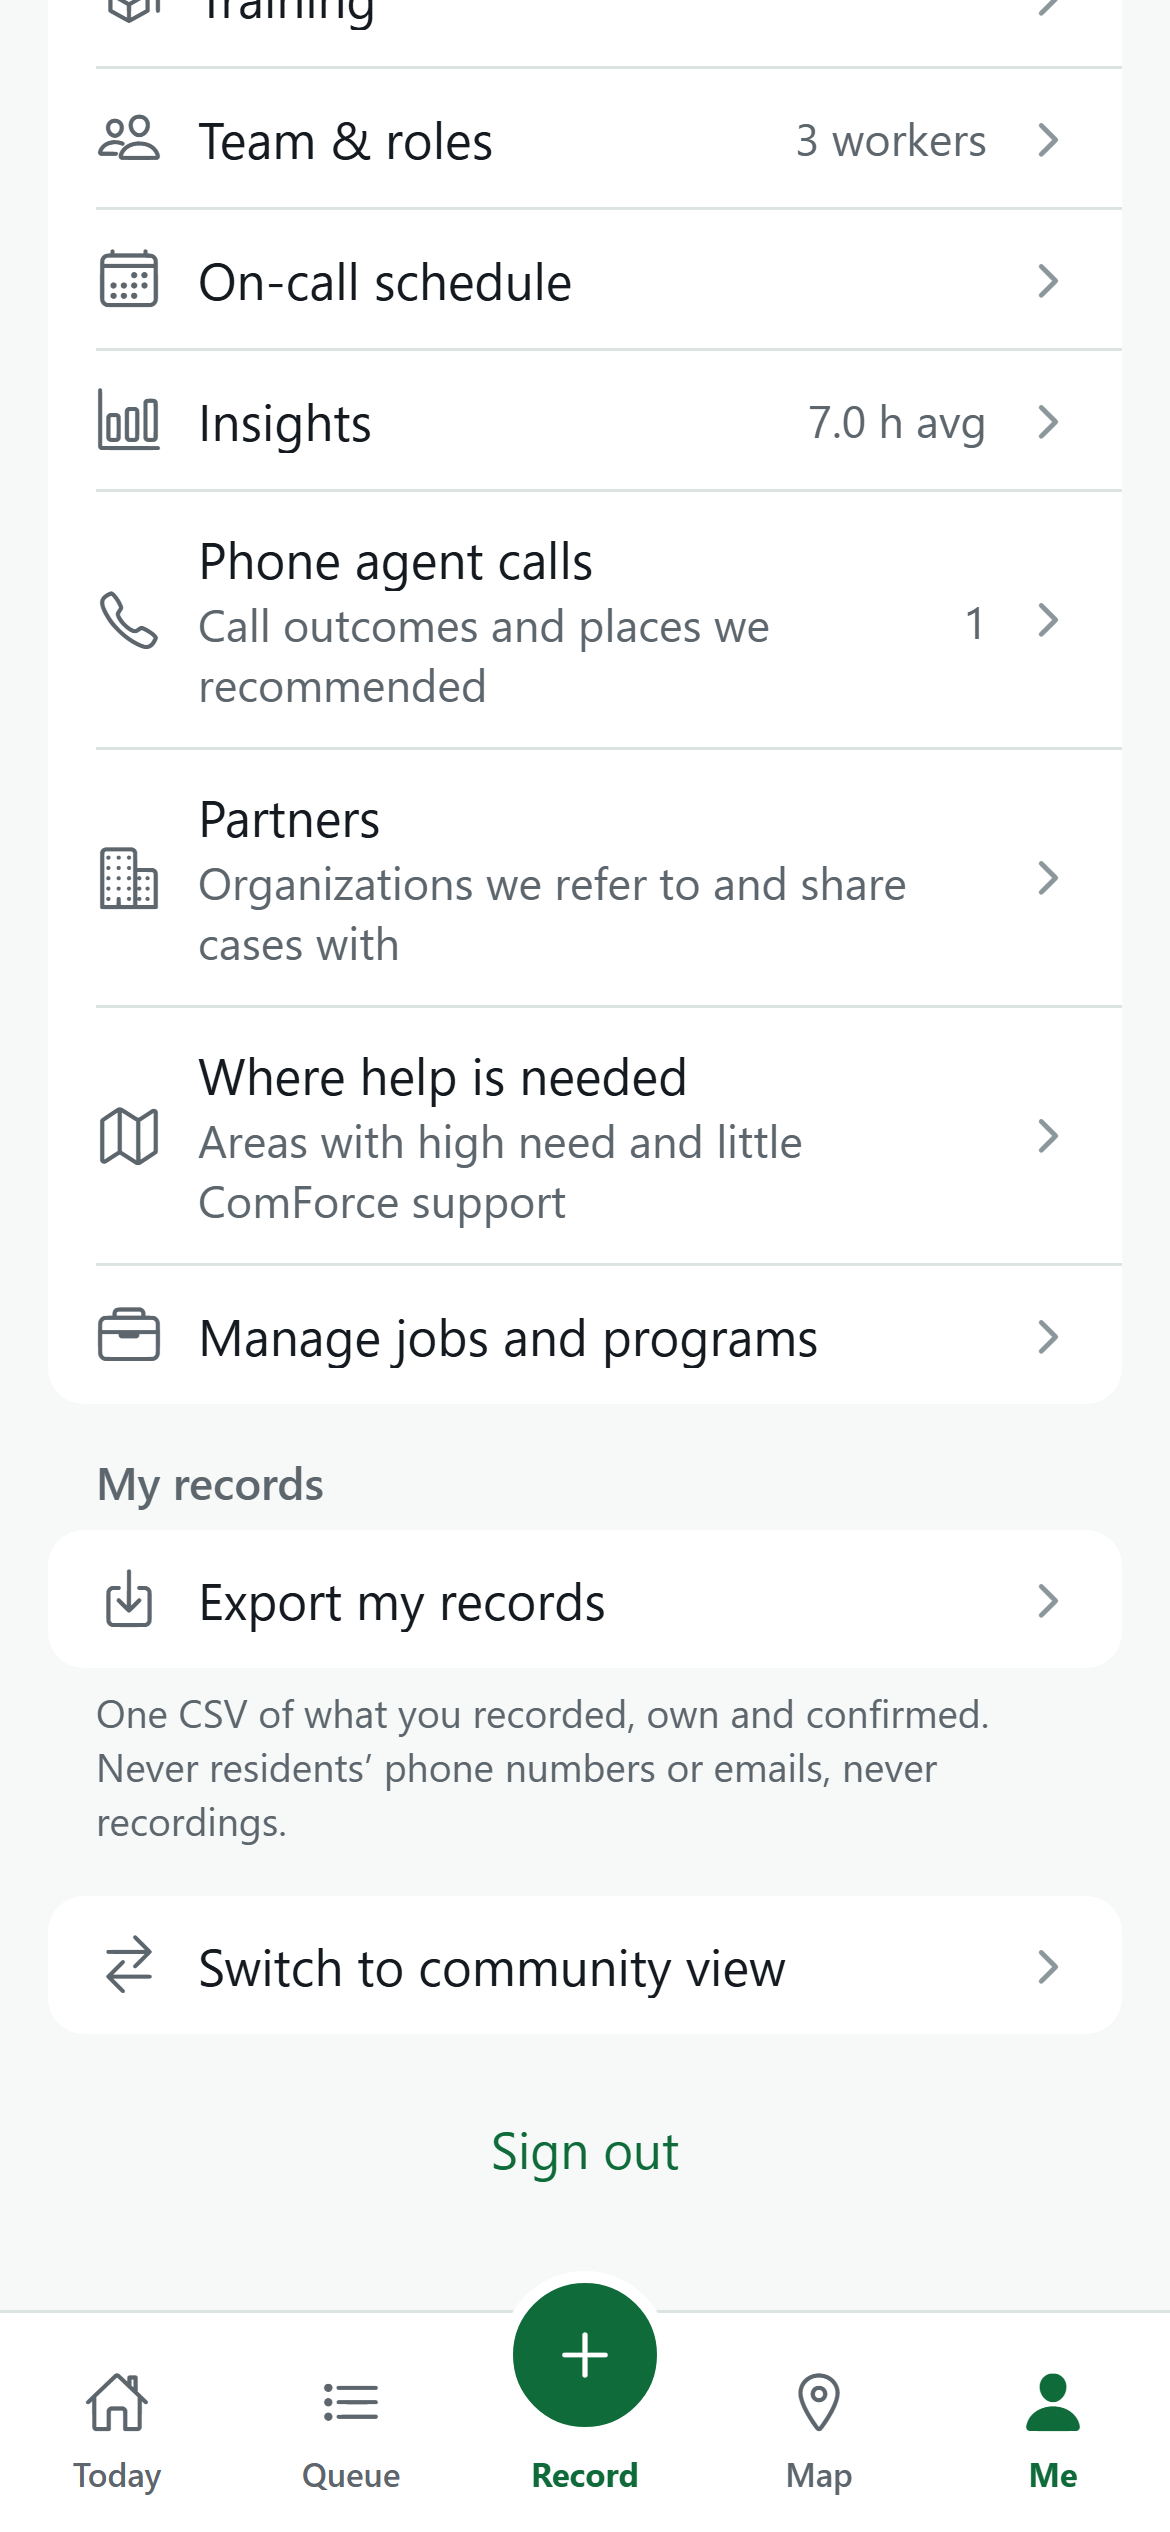 Training
Team & roles
3 workers
On-call schedule
Insights
7.0 h avg
Phone agent calls
Call outcomes and places we
recommended
1
Partners
Organizations we refer to and share
cases with
Where help is needed
Areas with high need and little
ComForce support
Manage jobs and programs
My records
Export my records
One CSV of what you recorded, own and confirmed.
Never residents’ phone numbers or emails, never
recordings.
Switch to community view
Sign out
Today
Queue
Record
Map
Me